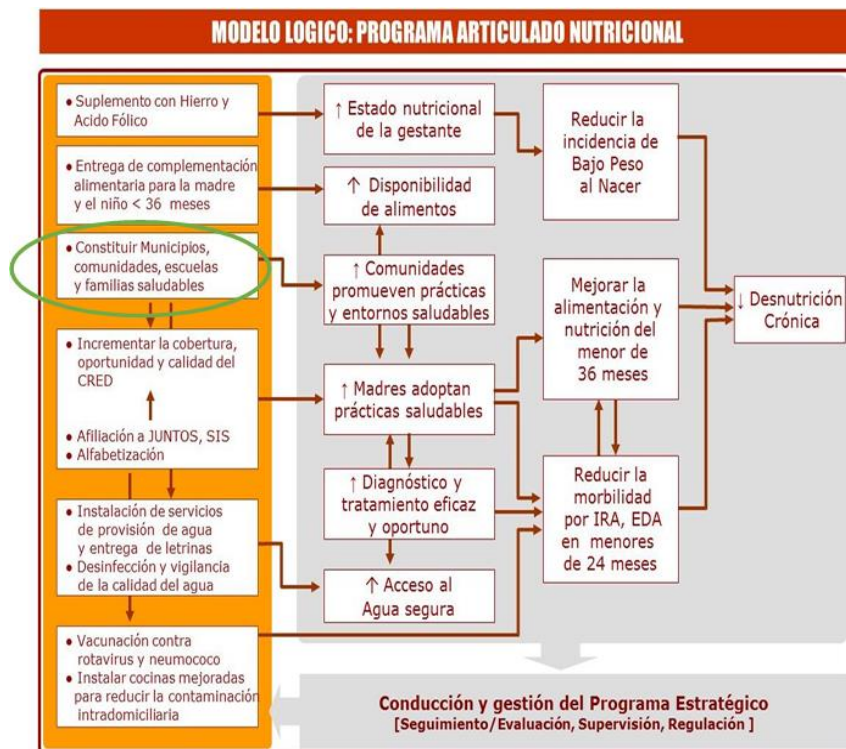 MODELO LOGICO: PROGRAMA ARTICULADO NUTRICIONAL
• Suplemento con Hierro y
Acido Fólico
• Entrega de complementación
alimentaria para la madre
y el niño < 36 meses
• Constituir Municipios,
comunidades, escuelas
y familias saludables
• Incrementar la cobertura,
oportunidad y calidad del
CRED
• Afiliación a JUNTOS, SIS
• Alfabetización
• Instalación de servicios
de provisión de agua
y entrega de letrinas
• Desinfección y vigilancia
de la calidad del agua
• Vacunación contra
rotavirus y neumococo
• Instalar cocinas mejoradas
para reducir la contaminación
intradomiciliaria
↑ Estado nutricional
de la gestante
↑ Disponibilidad
de alimentos
↑ Comunidades
promueven prácticas
y entornos saludables
↑ Madres adoptan
prácticas saludables
↑ Diagnóstico y
tratamiento eficaz
y oportuno
↑ Acceso al
Agua segura
Reducir la
incidencia de
Bajo Peso
al Nacer
Mejorar la
alimentación y
nutrición del
menor de
36 meses
Reducir la
morbilidad
por IRA, EDA
en menores
de 24 meses
↓ Desnutrición
Crónica
Conducción y gestión del Programa Estratégico
[Seguimiento/Evaluación, Supervisión, Regulación ]